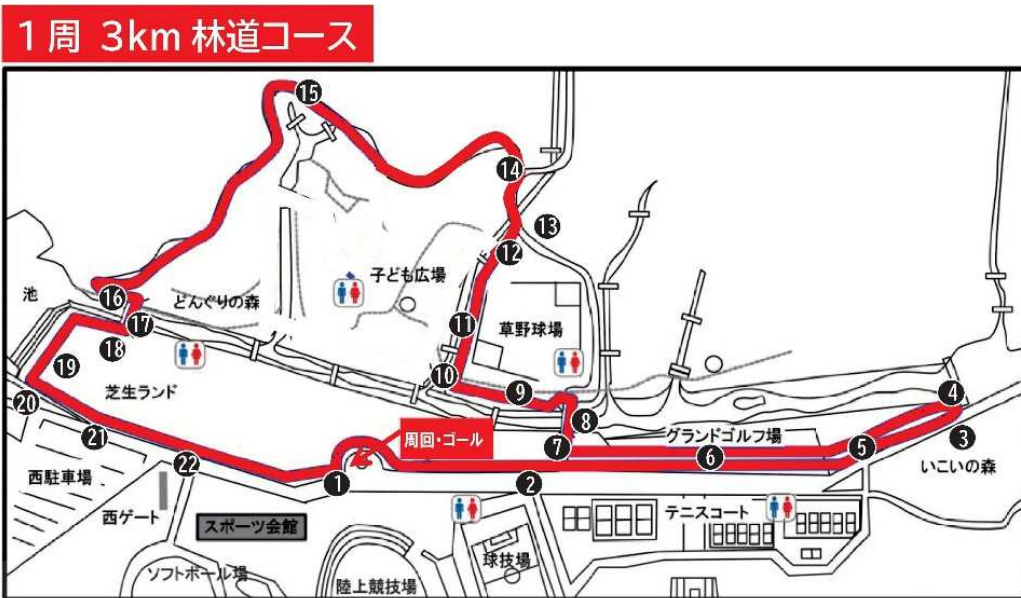 1周 3km 林道コース
15
14
13
12
子ども広場
池
16
どんぐりの森
17
11
草野球場
18
19
10
9
芝生ランド
4
20
8
周回・ゴール
グランドゴルフ場
3
21
7
6
5
いこいの森
22
西駐車場
1
2
西ゲート
スポーツ会館
テニスコート
球技場
ソフトボール場
陸上競技場